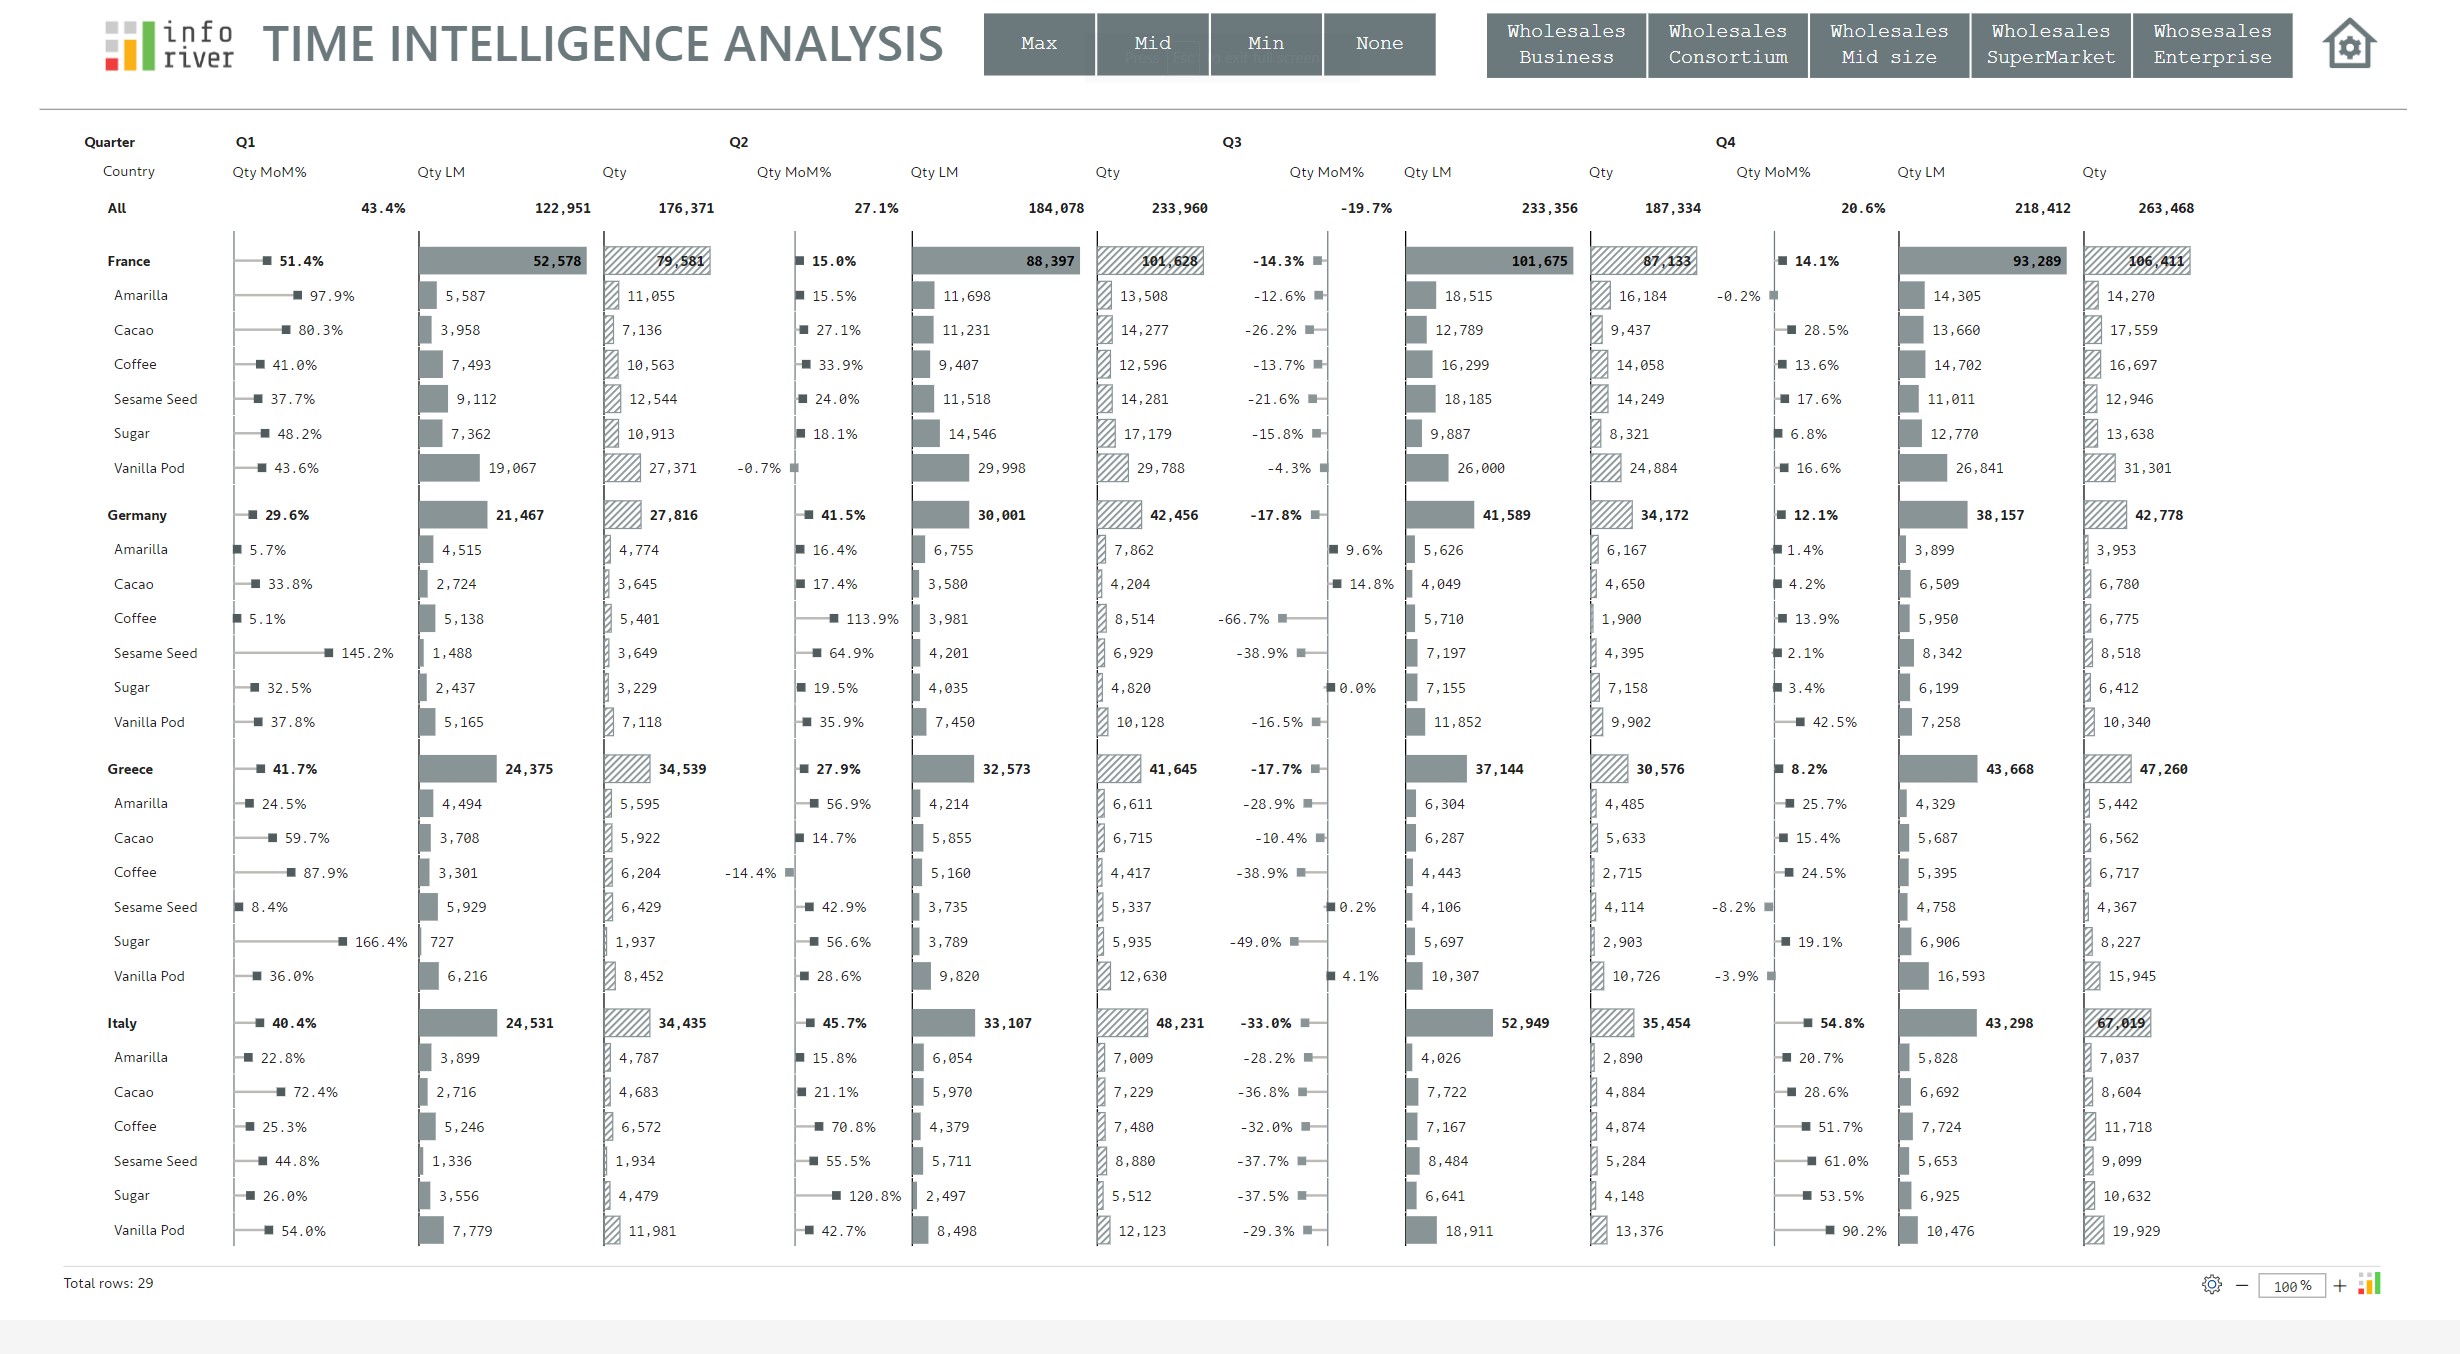 info
river
TIME INTELLIGENCE ANALYSIS
Max Mid Min None
Wholesales Business Wholesales Consortium Wholesales Mid size Wholesales SuperMarket Whosesales Enterprise
Quarter Q1 Q2 Q3 Q4
Country Qty MoM% Qty LM Qty Qty MoM% Qty LM Qty Qty MoM% Qty LM Qty Qty MoM% Qty LM Qty
All 43.4% 122,951 176,371 27.1% 184,078 233,960 -19.7% 233,356 187,334 20.6% 218,412 263,468
France 51.4% 52,578 79,581 15.0% 88,397 101,628 -14.3% 101,675 87,133 14.1% 93,289 106,411
Amarilla 97.9% 5,587 11,055 15.5% 11,698 13,508 -12.6% 18,515 16,184 -0.2% 14,305 14,270
Cacao 80.3% 3,958 7,136 27.1% 11,231 14,277 -26.2% 12,789 9,437 28.5% 13,660 17,559
Coffee 41.0% 7,493 10,563 33.9% 9,407 12,596 -13.7% 16,299 14,058 13.6% 14,702 16,697
Sesame Seed 37.7% 9,112 12,544 24.0% 11,518 14,281 -21.6% 18,185 14,249 17.6% 11,011 12,946
Sugar 48.2% 7,362 10,913 18.1% 14,546 17,179 -15.8% 9,887 8,321 6.8% 12,770 13,638
Vanilla Pod 43.6% 19,067 27,371 -0.7% 29,998 29,788 -4.3% 26,000 24,884 16.6% 26,841 31,301
Germany 29.6% 21,467 27,816 41.5% 30,001 42,456 -17.8% 41,589 34,172 12.1% 38,157 42,778
Amarilla 5.7% 4,515 4,774 16.4% 6,755 7,862 9.6% 5,626 6,167 1.4% 3,899 3,953
Cacao 33.8% 2,724 3,645 17.4% 3,580 4,204 14.8% 4,049 4,650 4.2% 6,509 6,780
Coffee 5.1% 5,138 5,401 113.9% 3,981 8,514 -66.7% 5,710 1,900 13.9% 5,950 6,775
Sesame Seed 145.2% 1,488 3,649 64.9% 4,201 6,929 -38.9% 7,197 4,395 2.1% 8,342 8,518
Sugar 32.5% 2,437 3,229 19.5% 4,035 4,820 0.0% 7,155 7,158 3.4% 6,199 6,412
Vanilla Pod 37.8% 5,165 7,118 35.9% 7,450 10,128 -16.5% 11,852 9,902 42.5% 7,258 10,340
Greece 41.7% 24,375 34,539 27.9% 32,573 41,645 -17.7% 37,144 30,576 8.2% 43,668 47,260
Amarilla 24.5% 4,494 5,595 56.9% 4,214 6,611 -28.9% 6,304 4,485 25.7% 4,329 5,442
Cacao 59.7% 3,708 5,922 14.7% 5,855 6,715 -10.4% 6,287 5,633 15.4% 5,687 6,562
Coffee 87.9% 3,301 6,204 -14.4% 5,160 4,417 -38.9% 4,443 2,715 24.5% 5,395 6,717
Sesame Seed 8.4% 5,929 6,429 42.9% 3,735 5,337 0.2% 4,106 4,114 -8.2% 4,758 4,367
Sugar 166.4% 727 1,937 56.6% 3,789 5,935 -49.0% 5,697 2,903 19.1% 6,906 8,227
Vanilla Pod 36.0% 6,216 8,452 28.6% 9,820 12,630 4.1% 10,307 10,726 -3.9% 16,593 15,945
Italy 40.4% 24,531 34,435 45.7% 33,107 48,231 -33.0% 52,949 35,454 54.8% 43,298 67,019
Amarilla 22.8% 3,899 4,787 15.8% 6,054 7,009 -28.2% 4,026 2,890 20.7% 5,828 7,037
Cacao 72.4% 2,716 4,683 21.1% 5,970 7,229 -36.8% 7,722 4,884 28.6% 6,692 8,604
Coffee 25.3% 5,246 6,572 70.8% 4,379 7,480 -32.0% 7,167 4,874 51.7% 7,724 11,718
Sesame Seed 44.8% 1,336 1,934 55.5% 5,711 8,880 -37.7% 8,484 5,284 61.0% 5,653 9,099
Sugar 26.0% 3,556 4,479 120.8% 2,497 5,512 -37.5% 6,641 4,148 53.5% 6,925 10,632
Vanilla Pod 54.0% 7,779 11,981 42.7% 8,498 12,123 -29.3% 18,911 13,376 90.2% 10,476 19,929
Total rows: 29
− 100 % +